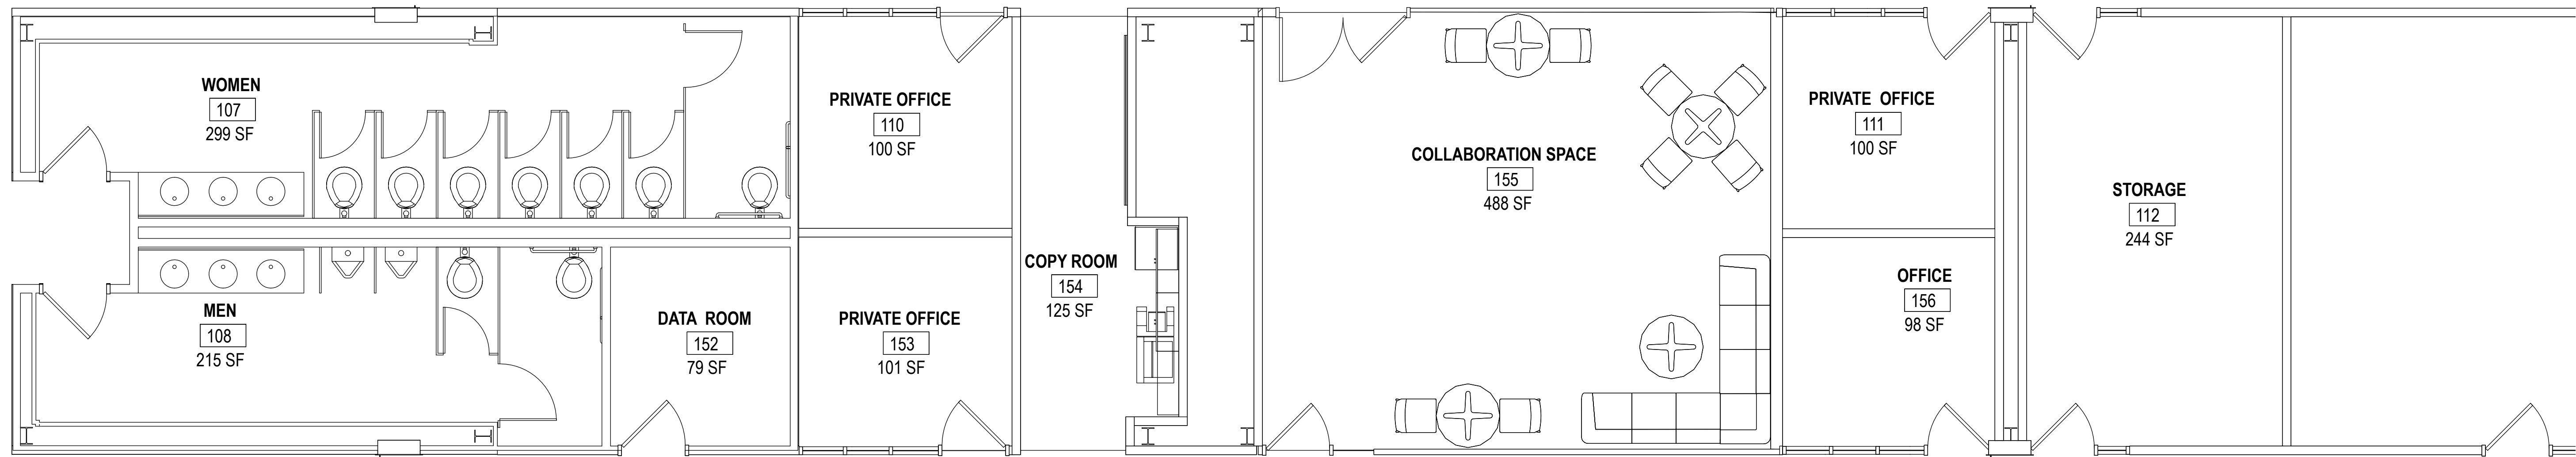 WOMEN
107
299 SF
MEN
108
215 SF
DATA ROOM
152
79 SF
PRIVATE OFFICE
110
100 SF
PRIVATE OFFICE
153
101 SF
COPY ROOM
154
125 SF
COLLABORATION SPACE
155
488 SF
PRIVATE OFFICE
111
100 SF
OFFICE
156
98 SF
STORAGE
112
244 SF